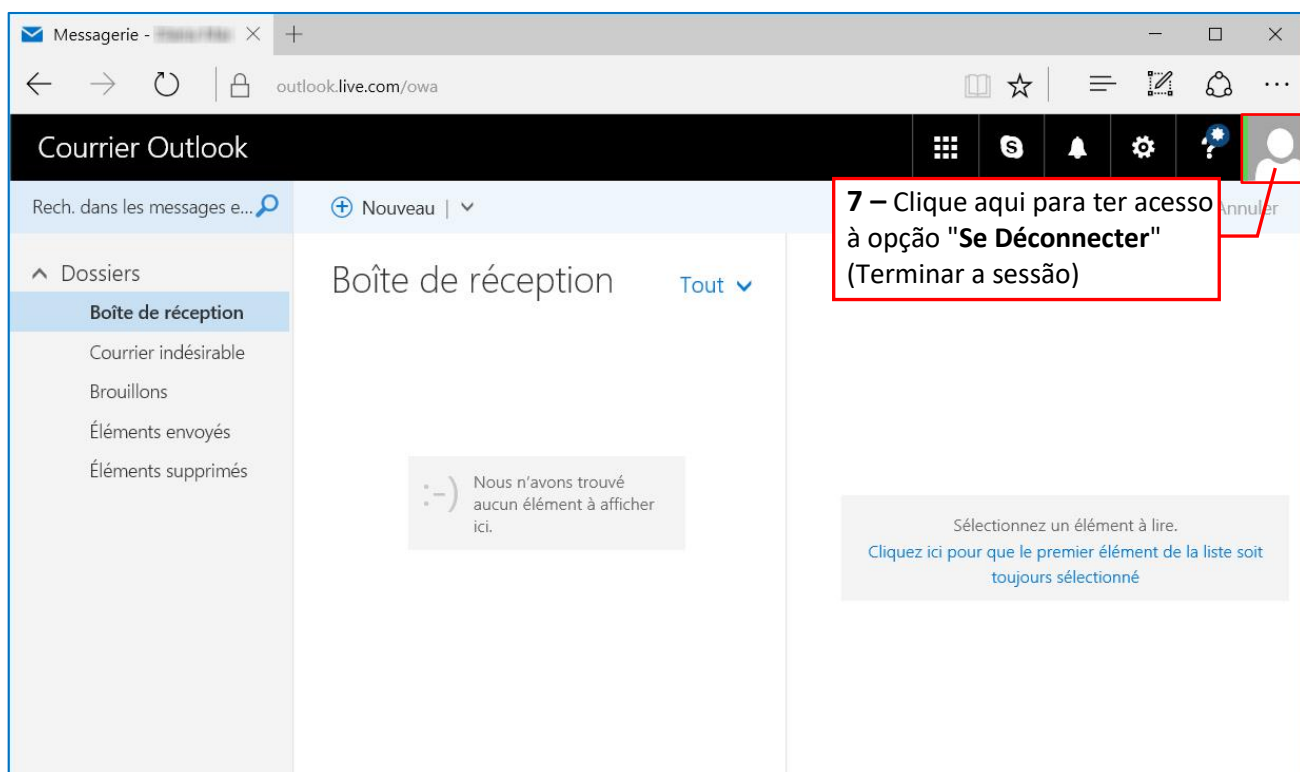 Messagerie -
outlook.live.com/owa
Courrier Outlook
Rech. dans les messages e...
Nouveau
7 – Clique aqui para ter acesso
à opção "Se Déconnecter"
(Terminar a sessão)
Annuler
Dossiers
Boîte de réception
Courrier indésirable
Brouillons
Éléments envoyés
Éléments supprimés
Boîte de réception
Tout
:-)
Nous n'avons trouvé
aucun élément à afficher
ici.
Sélectionnez un élément à lire.
Cliquez ici pour que le premier élément de la liste soit
toujours sélectionné